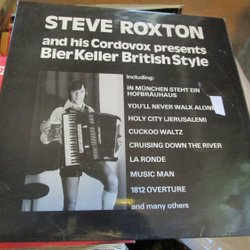 STEVE ROXTON
and his Cordovox presents
Bier Keller British Style
including:
IN MÜNCHEN STEHT EIN
HOFBRÄUHAUS
YOU'LL NEVER WALK ALONE
HOLY CITY (JERUSALEM)
CUCKOO WALTZ
CRUISING DOWN THE RIVER
LA RONDE
MUSIC MAN
1812 OVERTURE
and many others